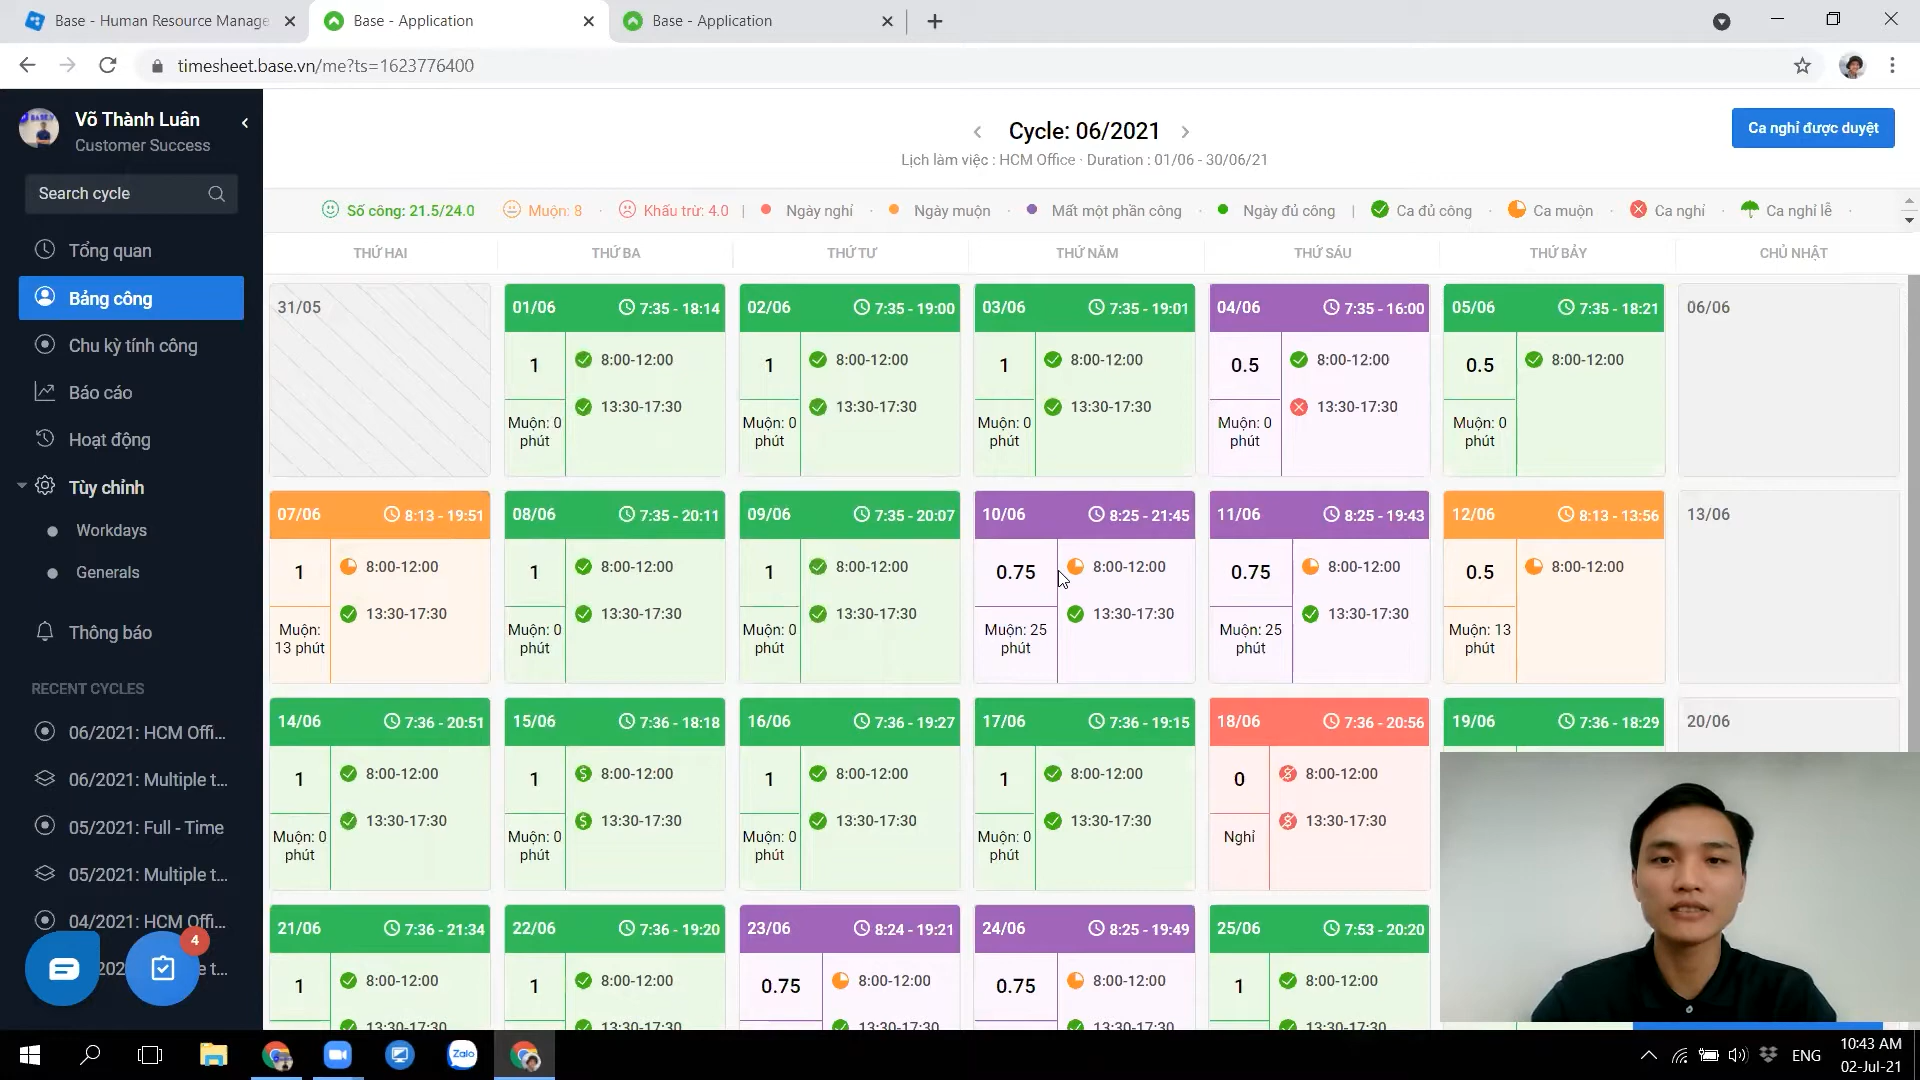 Base - Human Resource Manage
Base - Application
Base - Application
timesheet.base.vn/me?ts=1623776400
Võ Thành Luân
Customer Success
Search cycle
Tổng quan
Bảng công
Chu kỳ tính công
Báo cáo
Hoạt động
Tùy chỉnh
Workdays
Generals
Thông báo
RECENT CYCLES
06/2021: HCM Offi...
06/2021: Multiple t...
05/2021: Full - Time
05/2021: Multiple t...
04/2021: HCM Offi...
4
Cycle: 06/2021
Lịch làm việc : HCM Office · Duration : 01/06 - 30/06/21
Ca nghỉ được duyệt
Số công: 21.5/24.0 Muộn: 8 · Khấu trừ: 4.0 | Ngày nghỉ · Ngày muộn · Mất một phần công · Ngày đủ công | Ca đủ công · Ca muộn · Ca nghỉ · Ca nghỉ lễ ·
THỨ HAI THỨ BA THỨ TƯ THỨ NĂM THỨ SÁU THỨ BẢY CHỦ NHẬT
31/05
01/06 7:35 - 18:14
1
8:00-12:00
13:30-17:30
Muộn: 0
phút
02/06 7:35 - 19:00
1
8:00-12:00
13:30-17:30
Muộn: 0
phút
03/06 7:35 - 19:01
1
8:00-12:00
13:30-17:30
Muộn: 0
phút
04/06 7:35 - 16:00
0.5
8:00-12:00
13:30-17:30
Muộn: 0
phút
05/06 7:35 - 18:21
0.5
8:00-12:00
Muộn: 0
phút
06/06
07/06 8:13 - 19:51
1
8:00-12:00
13:30-17:30
Muộn:
13 phút
08/06 7:35 - 20:11
1
8:00-12:00
13:30-17:30
Muộn: 0
phút
09/06 7:35 - 20:07
1
8:00-12:00
13:30-17:30
Muộn: 0
phút
10/06 8:25 - 21:45
0.75
8:00-12:00
13:30-17:30
Muộn: 25
phút
11/06 8:25 - 19:43
0.75
8:00-12:00
13:30-17:30
Muộn: 25
phút
12/06 8:13 - 13:56
0.5
8:00-12:00
Muộn: 13
phút
13/06
14/06 7:36 - 20:51
1
8:00-12:00
13:30-17:30
Muộn: 0
phút
15/06 7:36 - 18:18
1
8:00-12:00
13:30-17:30
Muộn: 0
phút
16/06 7:36 - 19:27
1
8:00-12:00
13:30-17:30
Muộn: 0
phút
17/06 7:36 - 19:15
1
8:00-12:00
13:30-17:30
Muộn: 0
phút
18/06 7:36 - 20:56
0
8:00-12:00
13:30-17:30
Nghỉ
19/06 7:36 - 18:29
20/06
21/06 7:36 - 21:34
1
8:00-12:00
13:30-17:30
22/06 7:36 - 19:20
1
8:00-12:00
13:30-17:30
23/06 8:24 - 19:21
0.75
8:00-12:00
13:30-17:30
24/06 8:25 - 19:49
0.75
8:00-12:00
13:30-17:30
25/06 7:53 - 20:20
1
8:00-12:00
13:30-17:30
Zalo
ENG
10:43 AM
02-Jul-21